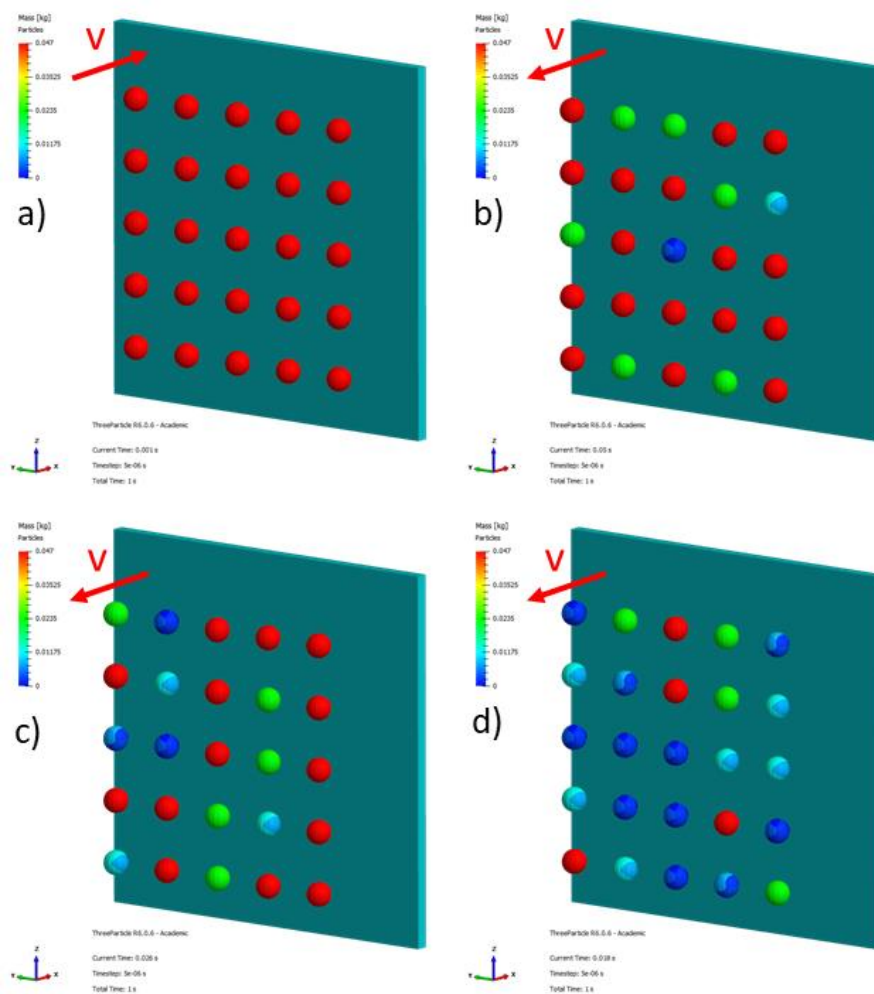 Mass [kg]
Particles
0.047
0.03525
0.0235
0.01175
0
V
a)
ThreeParticle R6.0.6 - Academic
Current Time: 0.001 s
Timestep: 5e-06 s
Total Time: 1 s
Z
Y
X
Mass [kg]
Particles
0.047
0.03525
0.0235
0.01175
0
V
b)
ThreeParticle R6.0.6 - Academic
Current Time: 0.03 s
Timestep: 5e-06 s
Total Time: 1 s
Z
Y
X
Mass [kg]
Particles
0.047
0.03525
0.0235
0.01175
0
V
c)
ThreeParticle R6.0.6 - Academic
Current Time: 0.026 s
Timestep: 5e-06 s
Total Time: 1 s
Z
Y
X
Mass [kg]
Particles
0.047
0.03525
0.0235
0.01175
0
V
d)
ThreeParticle R6.0.6 - Academic
Current Time: 0.018 s
Timestep: 5e-06 s
Total Time: 1 s
Z
Y
X